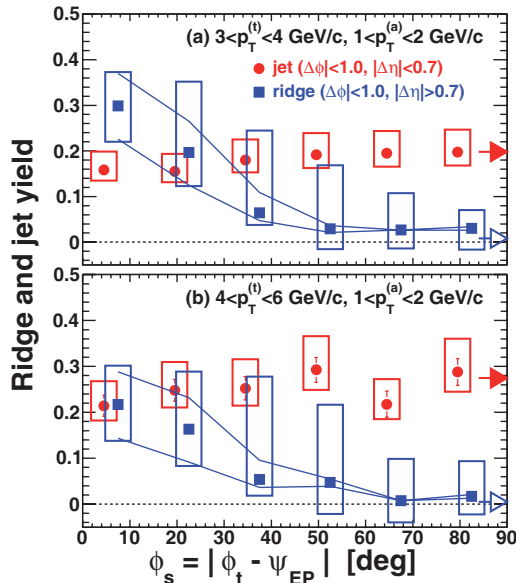 Ridge and jet yield
0.5
0.4
0.3
0.2
0.1
0
(a) 3<p_T^(t)<4 GeV/c, 1<p_T^(a)<2 GeV/c
jet (Δφ|<1.0, |Δη|<0.7)
ridge (Δφ|<1.0, |Δη|>0.7)
0.5
0.4
0.3
0.2
0.1
0
(b) 4<p_T^(t)<6 GeV/c, 1<p_T^(a)<2 GeV/c
0 10 20 30 40 50 60 70 80 90
ϕ_s = | ϕ_t - ψ_EP | [deg]